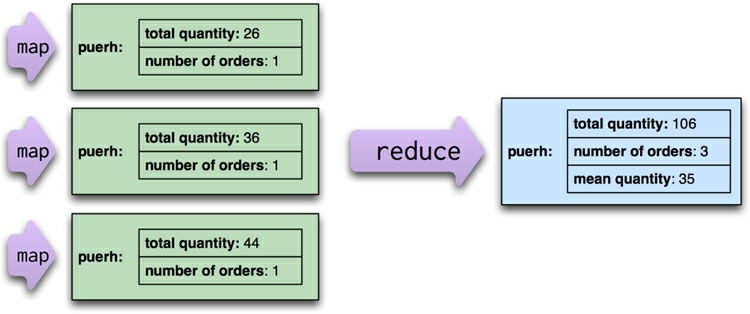 map
puerh:
total quantity: 26
number of orders: 1
map
puerh:
total quantity: 36
number of orders: 1
map
puerh:
total quantity: 44
number of orders: 1
reduce
puerh:
total quantity: 106
number of orders: 3
mean quantity: 35